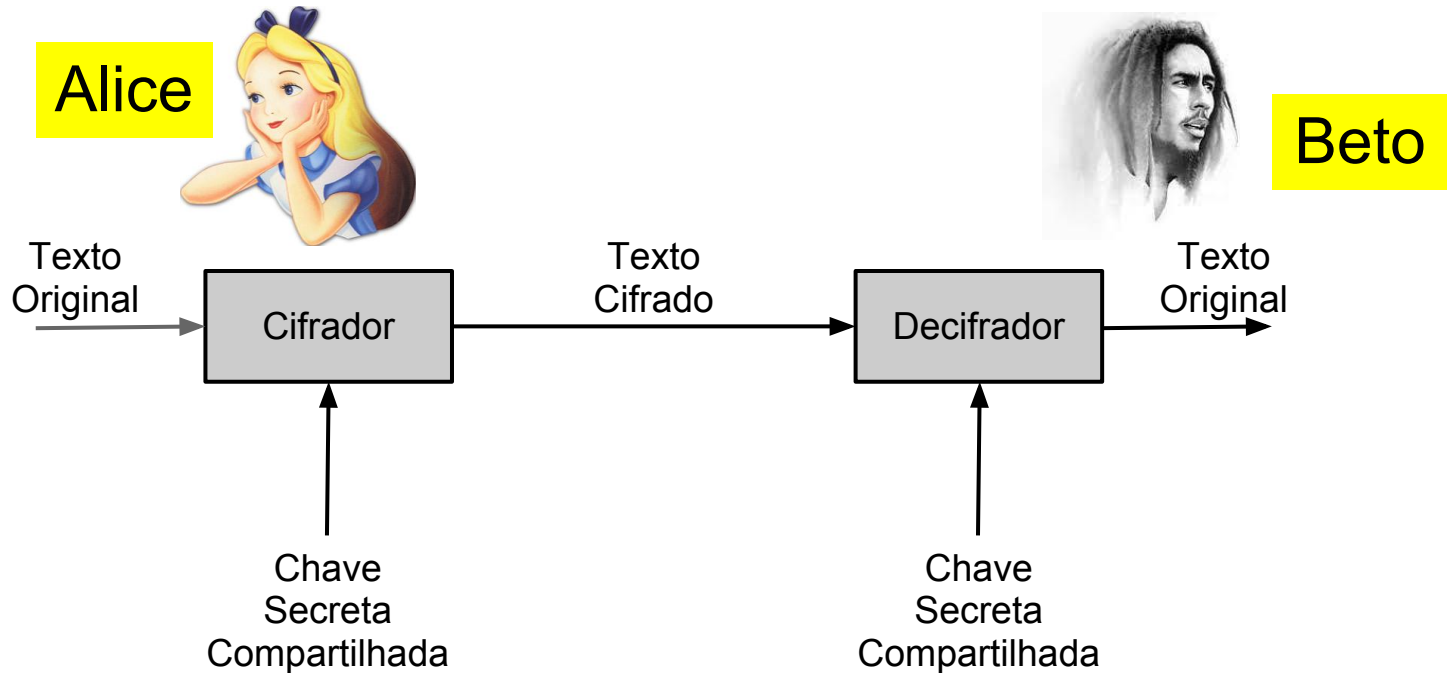 Alice
Beto
Texto
Original
Cifrador
Texto
Cifrado
Decifrador
Texto
Original
Chave
Secreta
Compartilhada
Chave
Secreta
Compartilhada